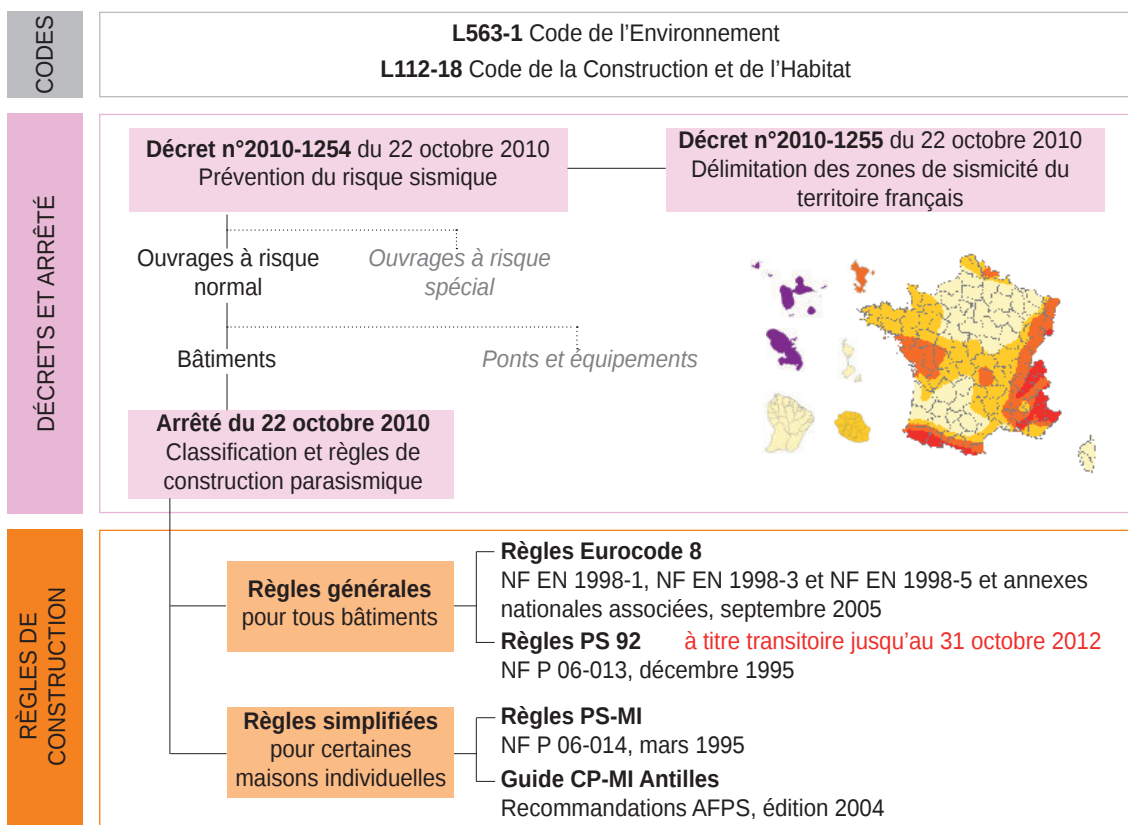 CODES
L563-1 Code de l’Environnement
L112-18 Code de la Construction et de l’Habitat
DÉCRETS ET ARRÊTÉ
Décret n°2010-1254 du 22 octobre 2010
Prévention du risque sismique
Décret n°2010-1255 du 22 octobre 2010
Délimitation des zones de sismicité du
territoire français
Ouvrages à risque
normal
Ouvrages à risque
spécial
Bâtiments
Ponts et équipements
Arrêté du 22 octobre 2010
Classification et règles de
construction parasismique
RÈGLES DE
CONSTRUCTION
Règles générales
pour tous bâtiments
Règles Eurocode 8
NF EN 1998-1, NF EN 1998-3 et NF EN 1998-5 et annexes
nationales associées, septembre 2005
Règles PS 92 à titre transitoire jusqu’au 31 octobre 2012
NF P 06-013, décembre 1995
Règles simplifiées
pour certaines
maisons individuelles
Règles PS-MI
NF P 06-014, mars 1995
Guide CP-MI Antilles
Recommandations AFPS, édition 2004